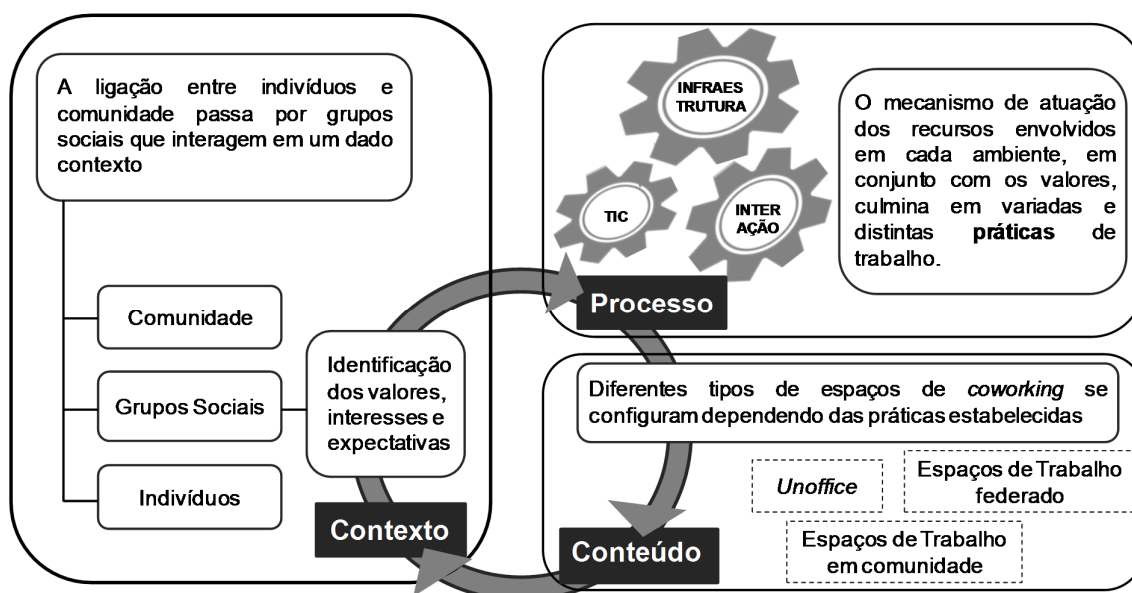 A ligação entre indivíduos e
comunidade passa por grupos
sociais que interagem em um dado
contexto
Comunidade
Grupos Sociais
Indivíduos
Identificação
dos valores,
interesses e
expectativas
Contexto
INFRAES
TRUTURA
TIC
INTER
AÇÃO
O mecanismo de atuação
dos recursos envolvidos
em cada ambiente, em
conjunto com os valores,
culmina em variadas e
distintas práticas de
trabalho.
Processo
Diferentes tipos de espaços de coworking se
configuram dependendo das práticas estabelecidas
Unoffice
Espaços de Trabalho
federado
Espaços de Trabalho
em comunidade
Conteúdo